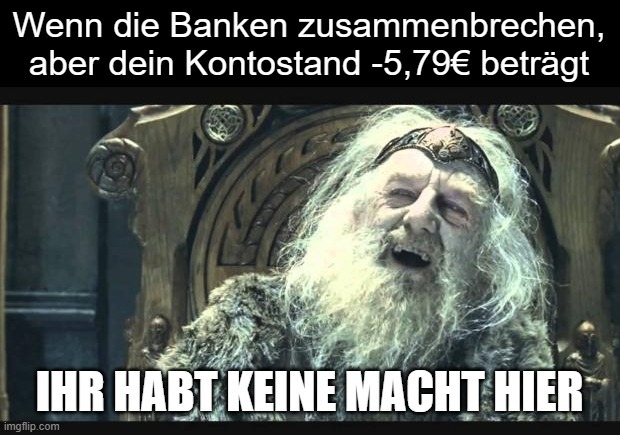 Wenn die Banken zusammenbrechen,
aber dein Kontostand -5,79€ beträgt
IHR HABT KEINE MACHT HIER
imgflip.com